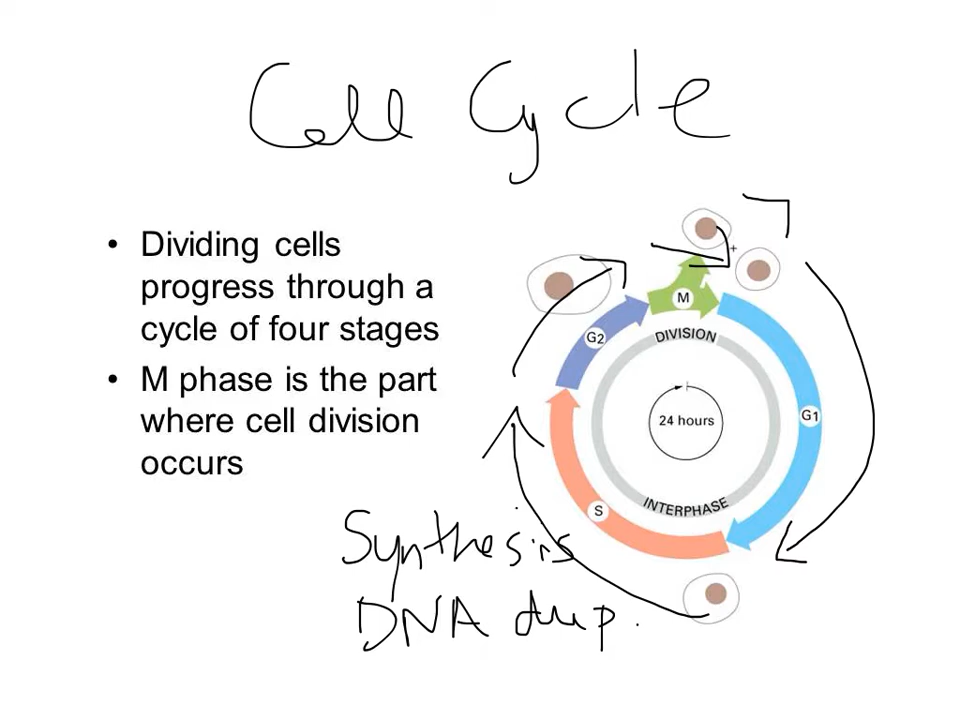 Cell Cycle
• Dividing cells
progress through a
cycle of four stages
• M phase is the part
where cell division
occurs
+
M
G2
DIVISION
24 hours
G1
INTERPHASE
S
Synthesis
DNA dup.